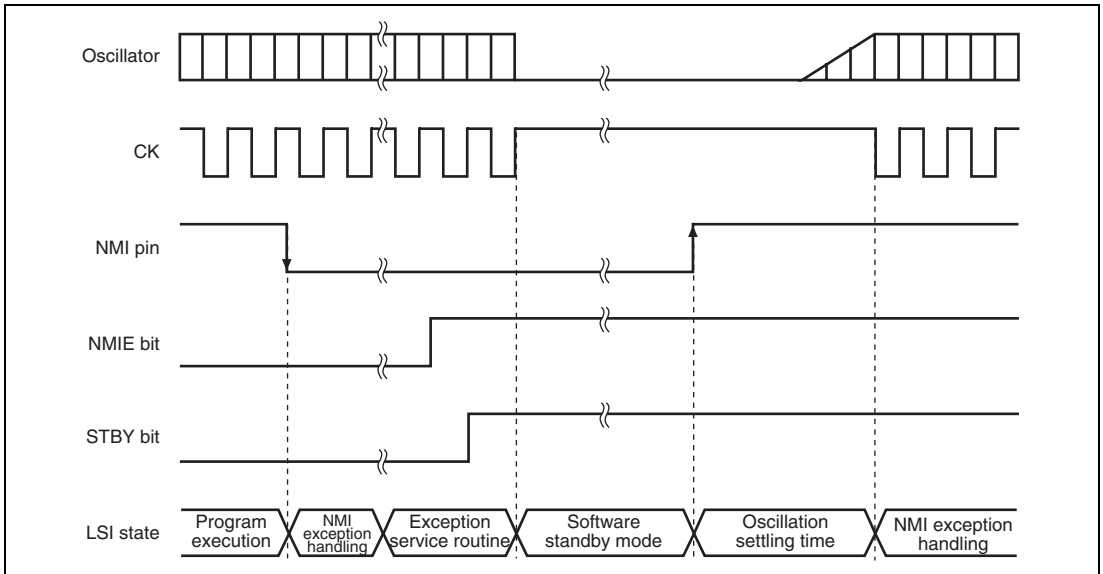 Oscillator
CK
NMI pin
NMIE bit
STBY bit
LSI state
Program
execution
NMI
exception
handling
Exception
service routine
Software
standby mode
Oscillation
settling time
NMI exception
handling